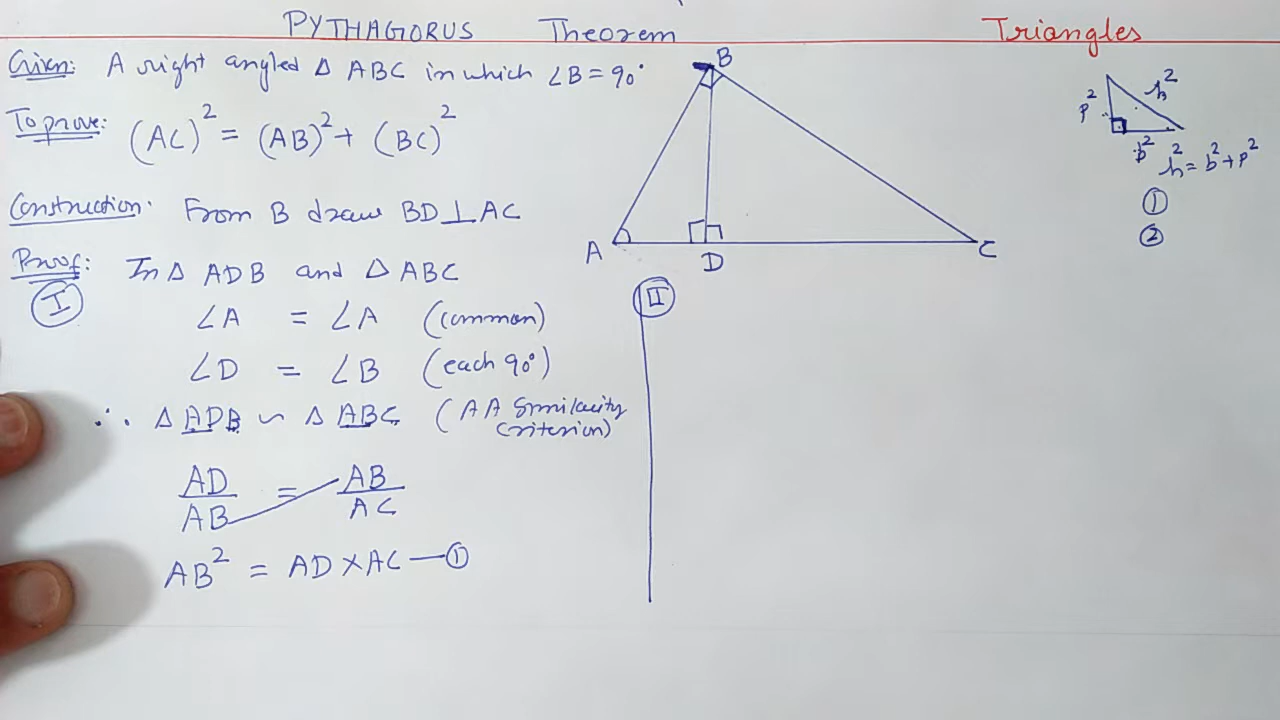 PYTHAGORUS Theorem
Triangles
Given: A right angled Δ ABC in which ∠B = 90°
To prove: (AC)² = (AB)² + (BC)²
Construction: From B draw BD ⊥ AC
Proof: In Δ ADB and Δ ABC
I
∠A = ∠A (common)
∠D = ∠B (each 90°)
∴ Δ ADB ~ Δ ABC (AA Similarity
criterion)
AD/AB = AB/AC
AB² = AD × AC — ①
B
A
D
C
II
p²
h²
b²
h² = b² + p²
①
②